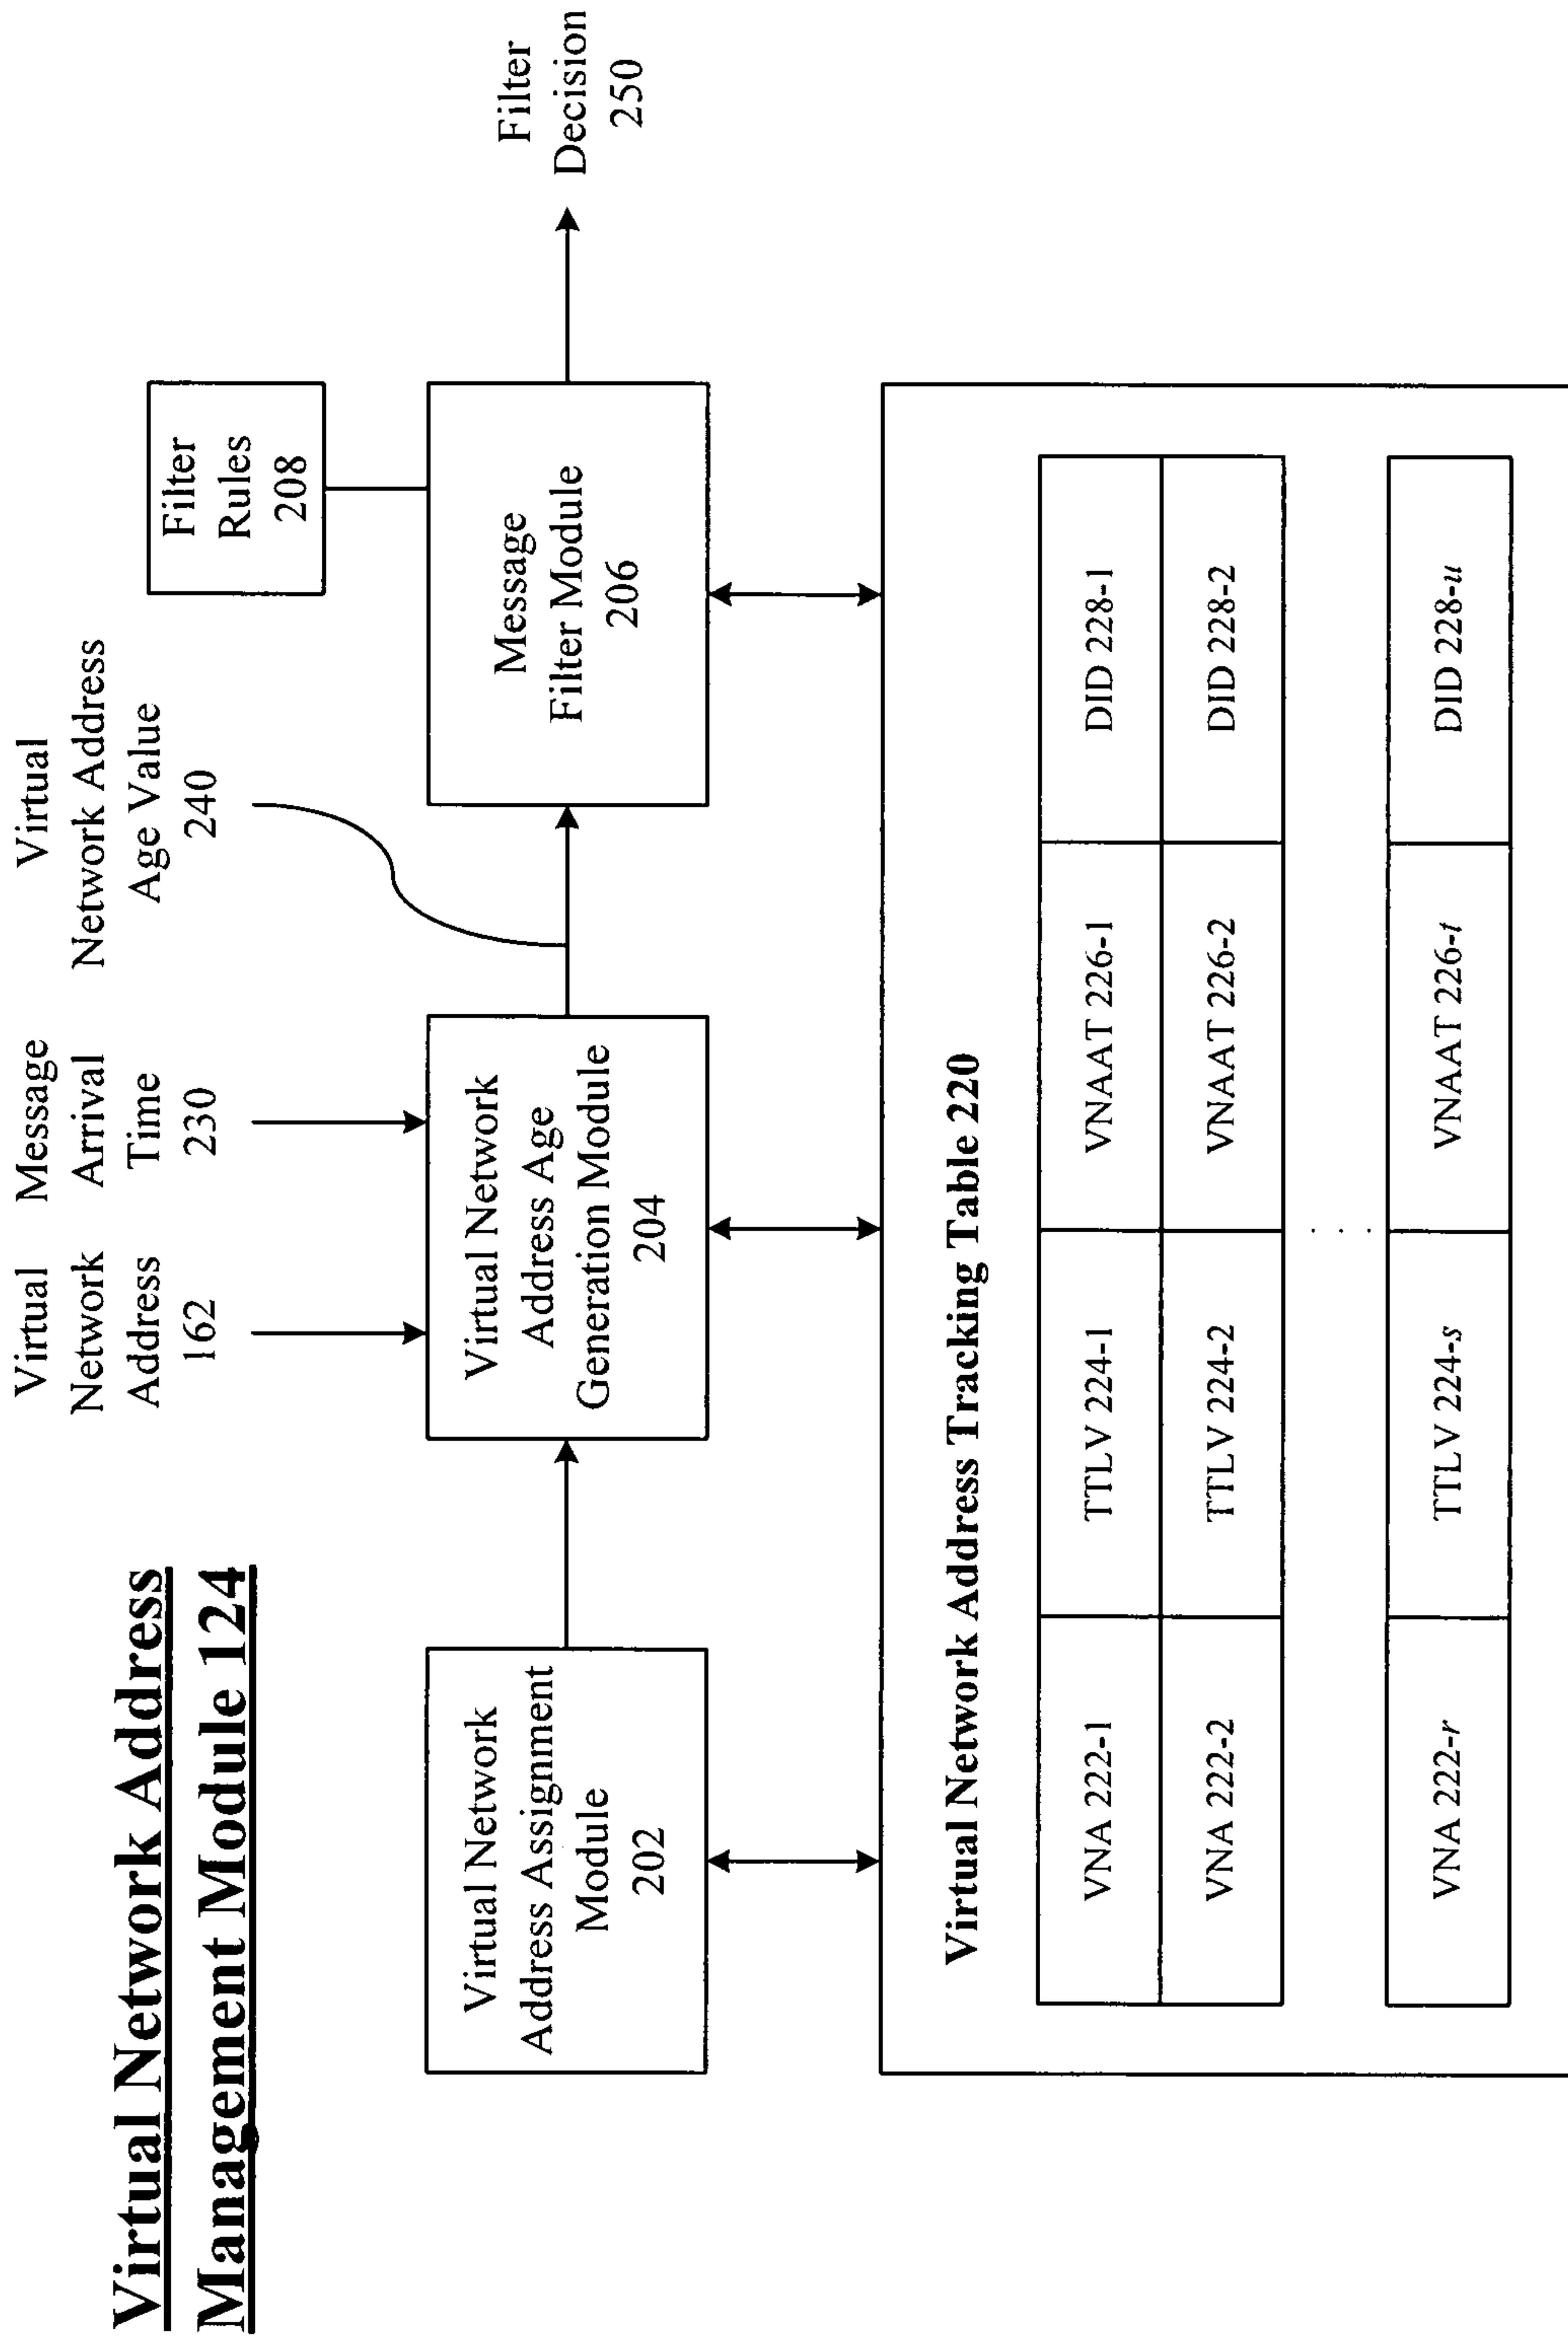 Virtual Network Address
Management Module 124
Virtual
Network
Address
162
Message
Arrival
Time
230
Virtual
Network Address
Age Value
240
Filter
Rules
208
Virtual Network
Address Assignment
Module
202
Virtual Network
Address Age
Generation Module
204
Message
Filter Module
206
Filter
Decision
250
Virtual Network Address Tracking Table 220
VNA 222-1 TTLV 224-1 VNAAT 226-1 DID 228-1
VNA 222-2 TTLV 224-2 VNAAT 226-2 DID 228-2
. . .
VNA 222-r TTLV 224-s VNAAT 226-t DID 228-u